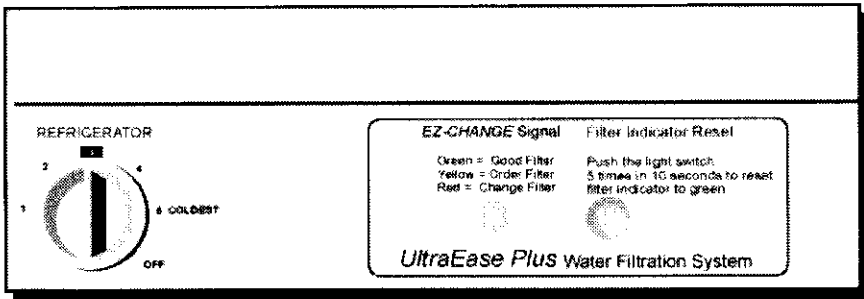 REFRIGERATOR
3
2
4
1
5 COLDEST
OFF
EZ-CHANGE Signal
Green = Good Filter
Yellow = Order Filter
Red = Change Filter
Filter Indicator Reset
Push the light switch
5 times in 10 seconds to reset
filter indicator to green
UltraEase Plus Water Filtration System